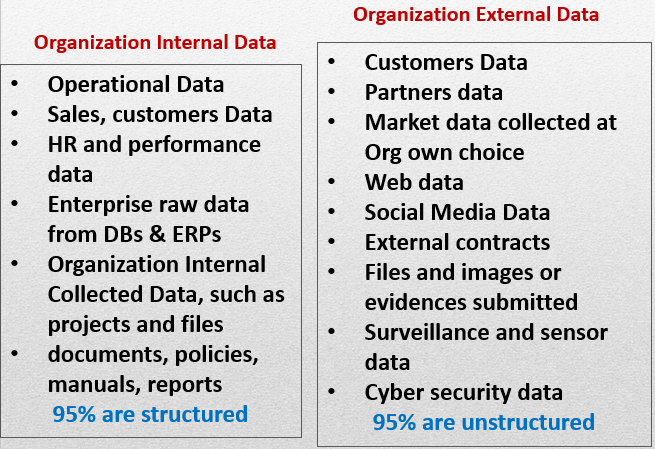 Organization Internal Data
• Operational Data
• Sales, customers Data
• HR and performance
data
• Enterprise raw data
from DBs & ERPs
• Organization Internal
Collected Data, such as
projects and files
• documents, policies,
manuals, reports
95% are structured
Organization External Data
• Customers Data
• Partners data
• Market data collected at
Org own choice
• Web data
• Social Media Data
• External contracts
• Files and images or
evidences submitted
• Surveillance and sensor
data
• Cyber security data
95% are unstructured